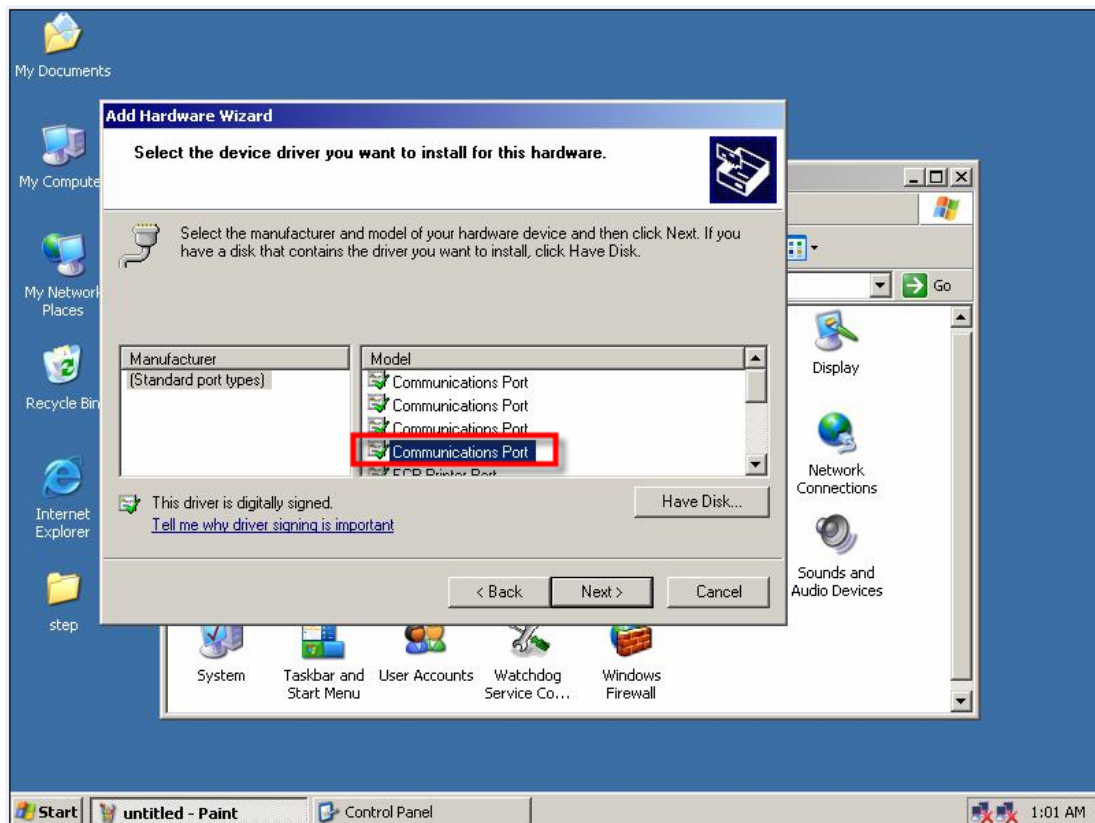 My Documents
My Compute
My Network
Places
Recycle Bin
Internet
Explorer
step
Add Hardware Wizard
Select the device driver you want to install for this hardware.
Select the manufacturer and model of your hardware device and then click Next. If you
have a disk that contains the driver you want to install, click Have Disk.
Manufacturer
(Standard port types)
Model
Communications Port
Communications Port
Communications Port
Communications Port
ECP Printer Port
This driver is digitally signed.
Tell me why driver signing is important
Have Disk...
< Back
Next >
Cancel
Go
Display
Network
Connections
Sounds and
Audio Devices
System
Taskbar and
Start Menu
User Accounts
Watchdog
Service Co...
Windows
Firewall
Start
untitled - Paint
Control Panel
1:01 AM